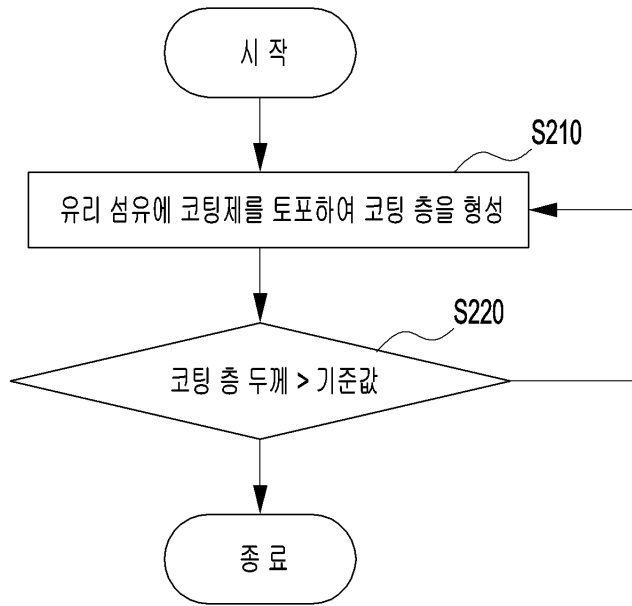 시 작
S210
유리 섬유에 코팅제를 토포하여 코팅 층을 형성
S220
코팅 층 두께 > 기준값
종 료